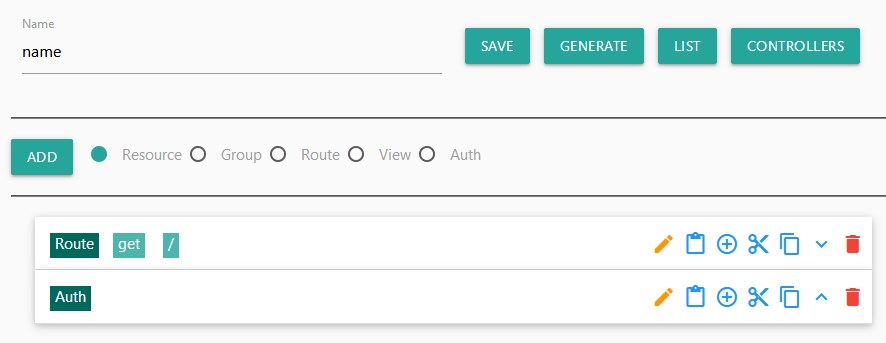 Name
name
SAVE GENERATE LIST CONTROLLERS
ADD Resource Group Route View Auth
Route get /
Auth